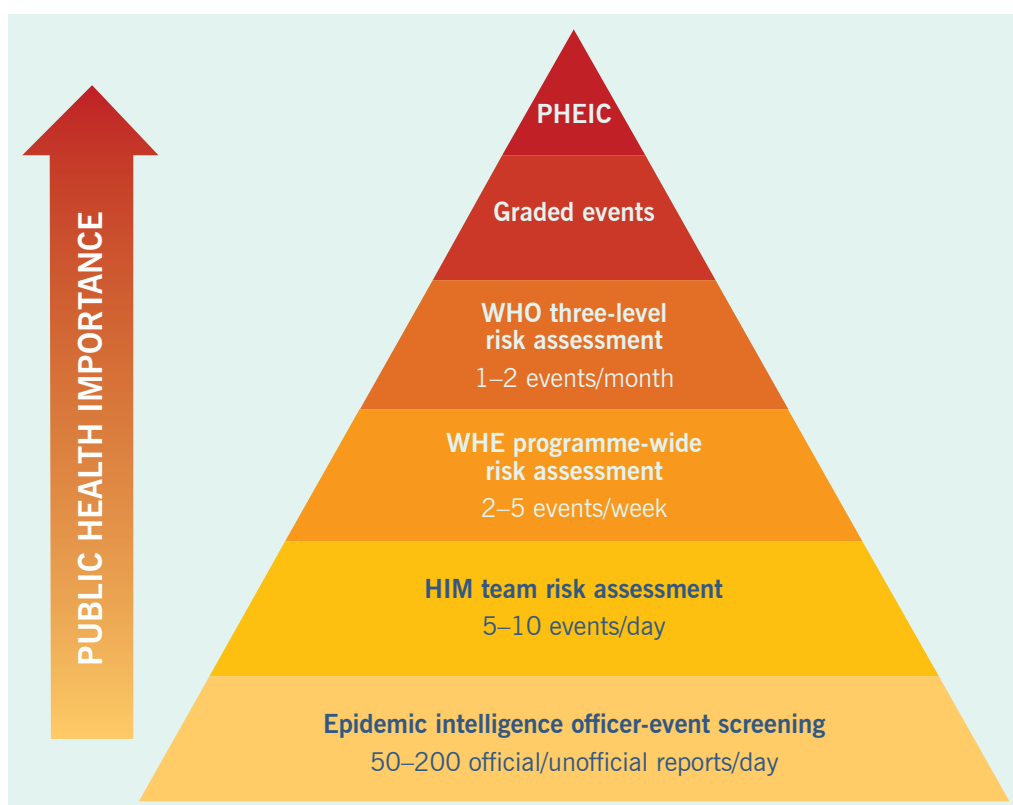 PUBLIC HEALTH IMPORTANCE
PHEIC
Graded events
WHO three-level
risk assessment
1–2 events/month
WHE programme-wide
risk assessment
2–5 events/week
HIM team risk assessment
5–10 events/day
Epidemic intelligence officer-event screening
50–200 official/unofficial reports/day